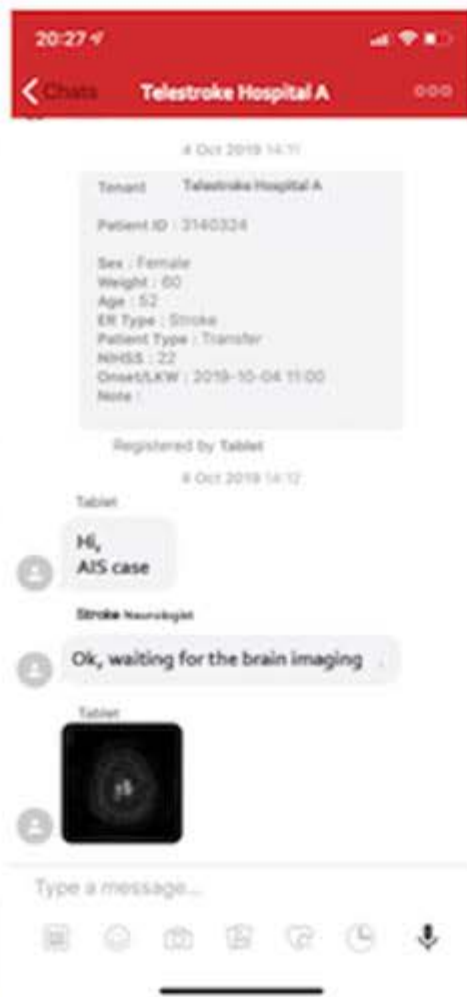 20:27
Chats
Telestroke Hospital A
4 Oct 2019 14:11
Tenant Telestroke Hospital A
Patient ID : 3140324
Sex : Female
Weight : 60
Age : 52
ER Type : Stroke
Patient Type : Transfer
NIHSS : 22
Onset/LKW : 2019-10-04 11:00
Note :
Registered by Tablet
Oct 2019 14:12
Tablet
Hi,
AIS case
Stroke Neurologist
Ok, waiting for the brain imaging
Tablet
Type a message...